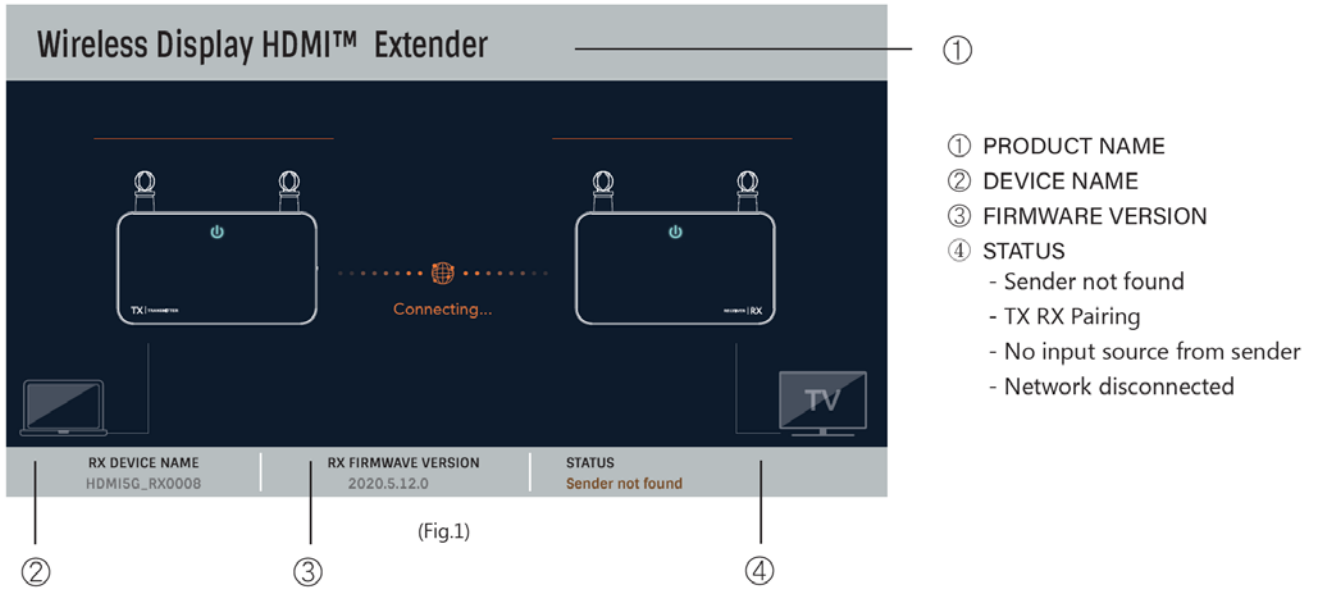 Wireless Display HDMI™ Extender
①
TX | TRANSMITTER
Connecting...
RECEIVER | RX
TV
RX DEVICE NAME
HDMI5G_RX0008
RX FIRMWAVE VERSION
2020.5.12.0
STATUS
Sender not found
②
③
④
(Fig.1)
① PRODUCT NAME
② DEVICE NAME
③ FIRMWARE VERSION
④ STATUS
- Sender not found
- TX RX Pairing
- No input source from sender
- Network disconnected